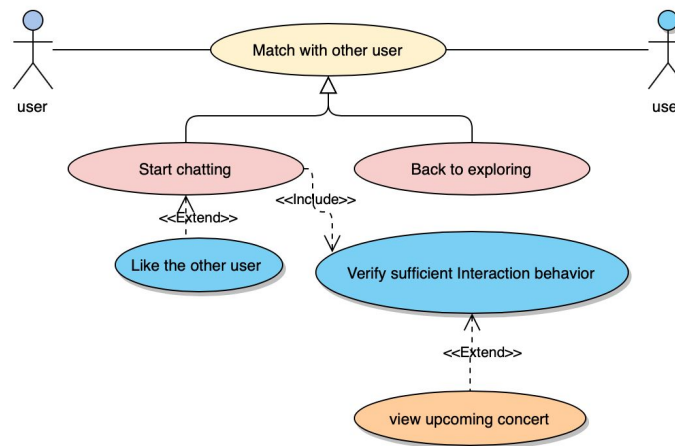 Match with other user
user
use
Start chatting
Back to exploring
<<Include>>
<<Extend>>
Like the other user
Verify sufficient Interaction behavior
<<Extend>>
view upcoming concert